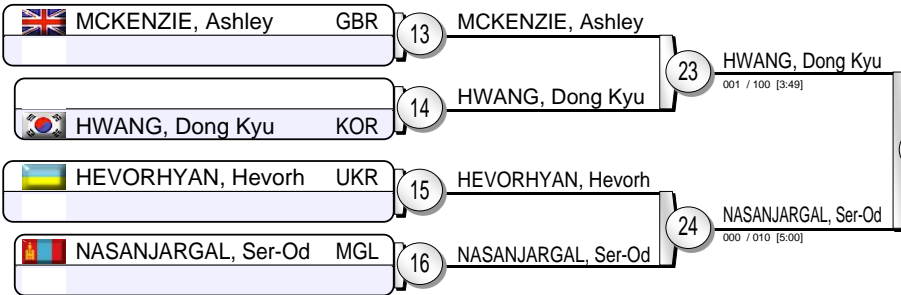 MCKENZIE, Ashley GBR
13
MCKENZIE, Ashley
23
HWANG, Dong Kyu
001 / 100 [3:49]
14
HWANG, Dong Kyu
HWANG, Dong Kyu KOR
HEVORHYAN, Hevorh UKR
15
HEVORHYAN, Hevorh
24
NASANJARGAL, Ser-Od
000 / 010 [5:00]
NASANJARGAL, Ser-Od MGL
16
NASANJARGAL, Ser-Od